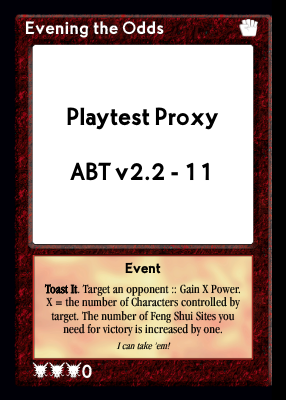 Evening the Odds
Playtest Proxy
ABT v2.2 - 11
Event
Toast It. Target an opponent :: Gain X Power.
X = the number of Characters controlled by
target. The number of Feng Shui Sites you
need for victory is increased by one.
I can take 'em!
0